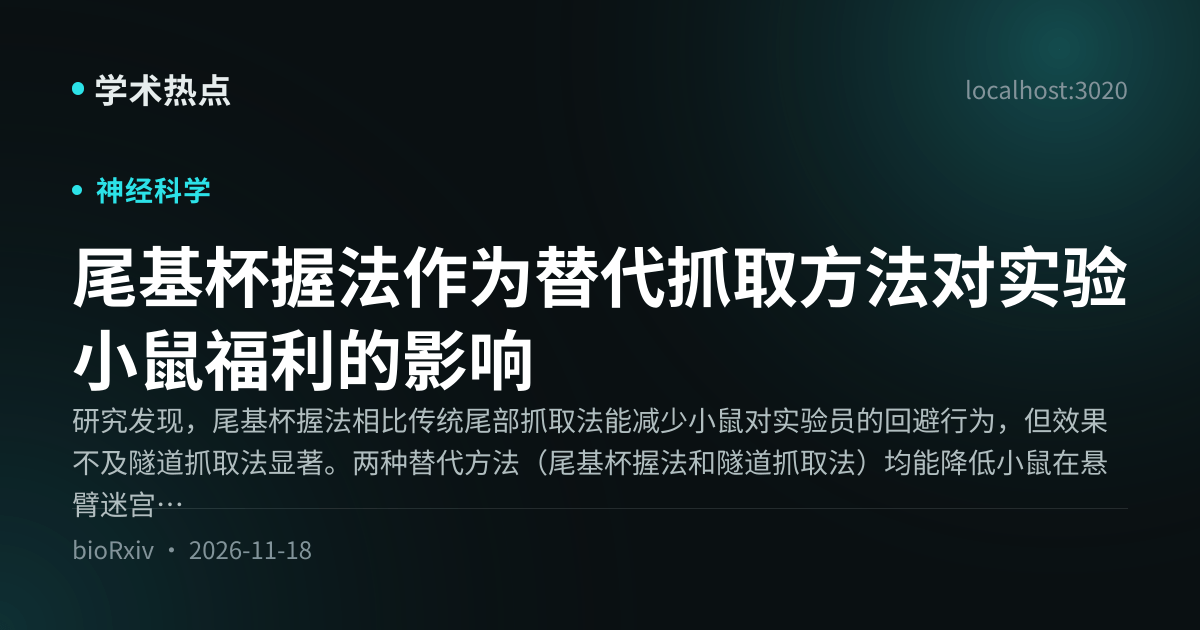 学术热点
localhost:3020
神经科学
尾基杯握法作为替代抓取方法对实验
小鼠福利的影响
研究发现，尾基杯握法相比传统尾部抓取法能减少小鼠对实验员的回避行为，但效果
不及隧道抓取法显著。两种替代方法（尾基杯握法和隧道抓取法）均能降低小鼠在悬
臂迷宫…
bioRxiv · 2026-11-18